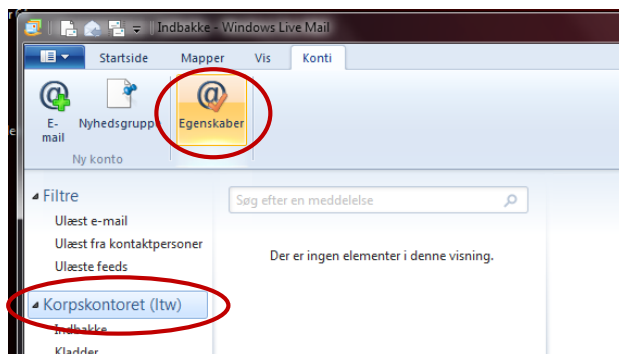 Indbakke - Windows Live Mail
Startside Mapper Vis Konti
E-mail
Nyhedsgruppe
Egenskaber
Ny konto
Filtre
Ulæst e-mail
Ulæst fra kontaktpersoner
Ulæste feeds
Korpskontoret (ltw)
Indbakke
Kladder
Søg efter en meddelelse
Der er ingen elementer i denne visning.